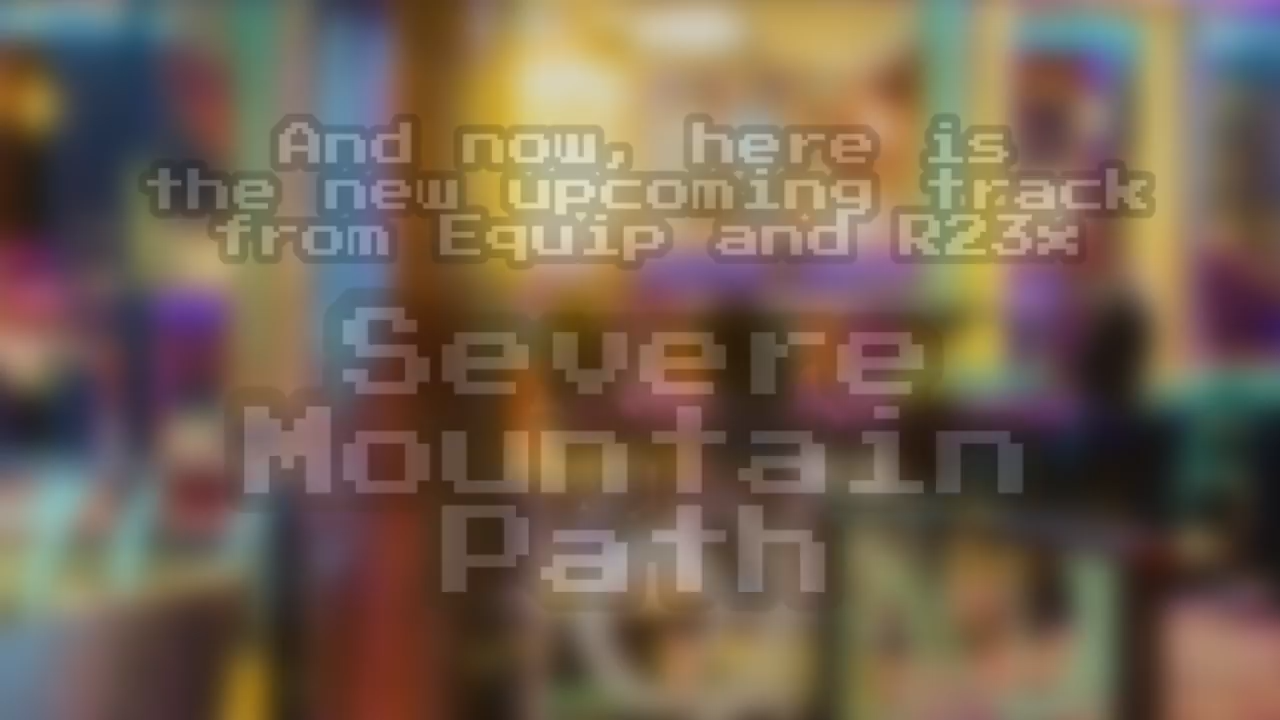 And now, here is
the new upcoming track
from Equip and R23x
Severe
Mountain
Path